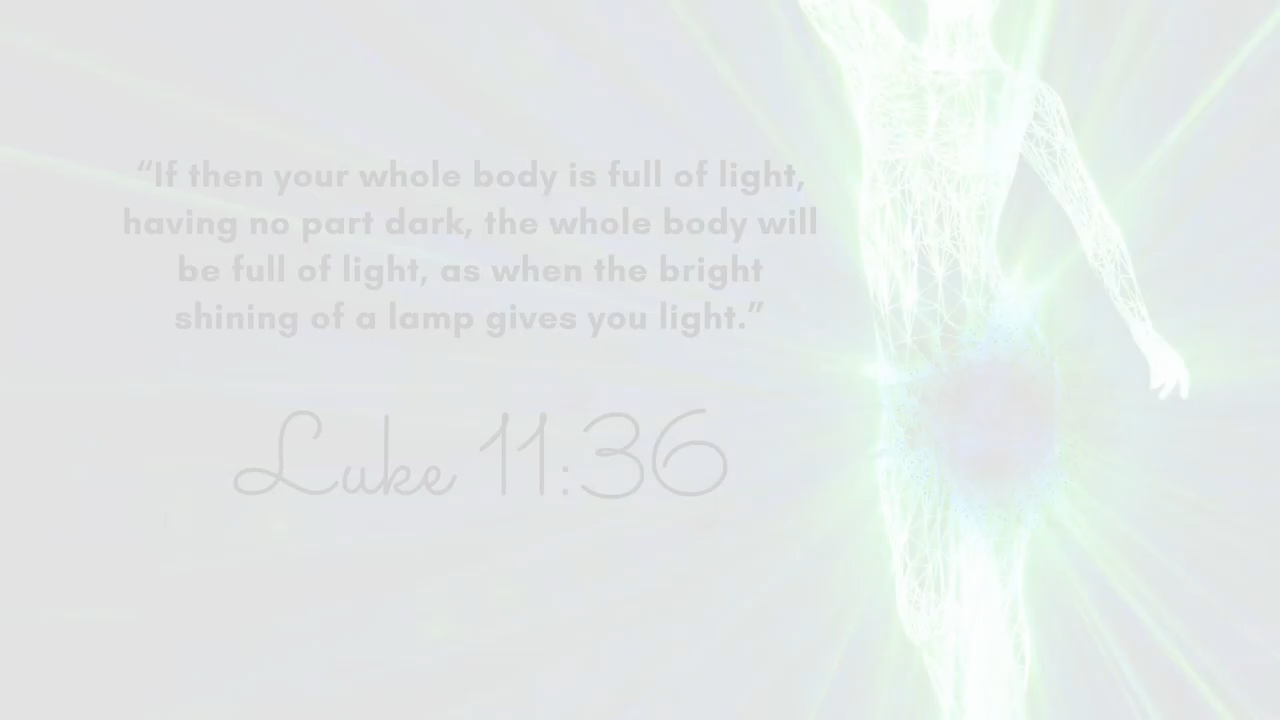 “If then your whole body is full of light,
having no part dark, the whole body will
be full of light, as when the bright
shining of a lamp gives you light.”
Luke 11:36